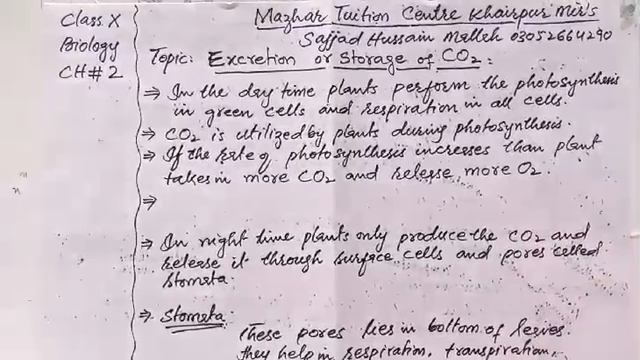 Class X
Biology
CH# 2
Mazhar Tuition Centre Khairpur Mir's
Sajjad Hussain Mallah 03052664290
Topic: Excretion or Storage of CO2:
⇒ In the day time plants perform the photosynthesis
in green cells and respiration in all cells.
⇒ CO2 is utilized by plants during photosynthesis.
⇒ If the rate of photosynthesis increases than plant
takes in more CO2 and release more O2.
⇒
⇒ In night time plants only produce the CO2 and
release it through surface cells and pores called
Stomata
⇒ Stomata:
These pores lies in bottom of leaves.
they help in respiration, transpiration..